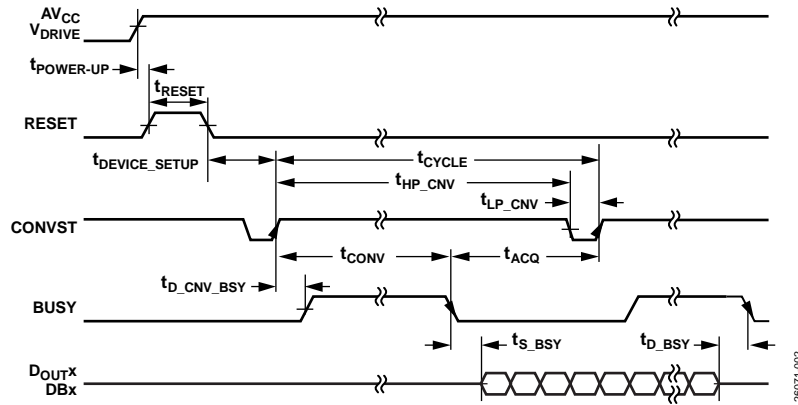 AVCC
VDRIVE
tPOWER-UP
tRESET
RESET
tDEVICE_SETUP
tCYCLE
tHP_CNV
tLP_CNV
CONVST
tCONV
tACQ
tD_CNV_BSY
BUSY
tS_BSY
tD_BSY
DOUTx
DBx
26071-002